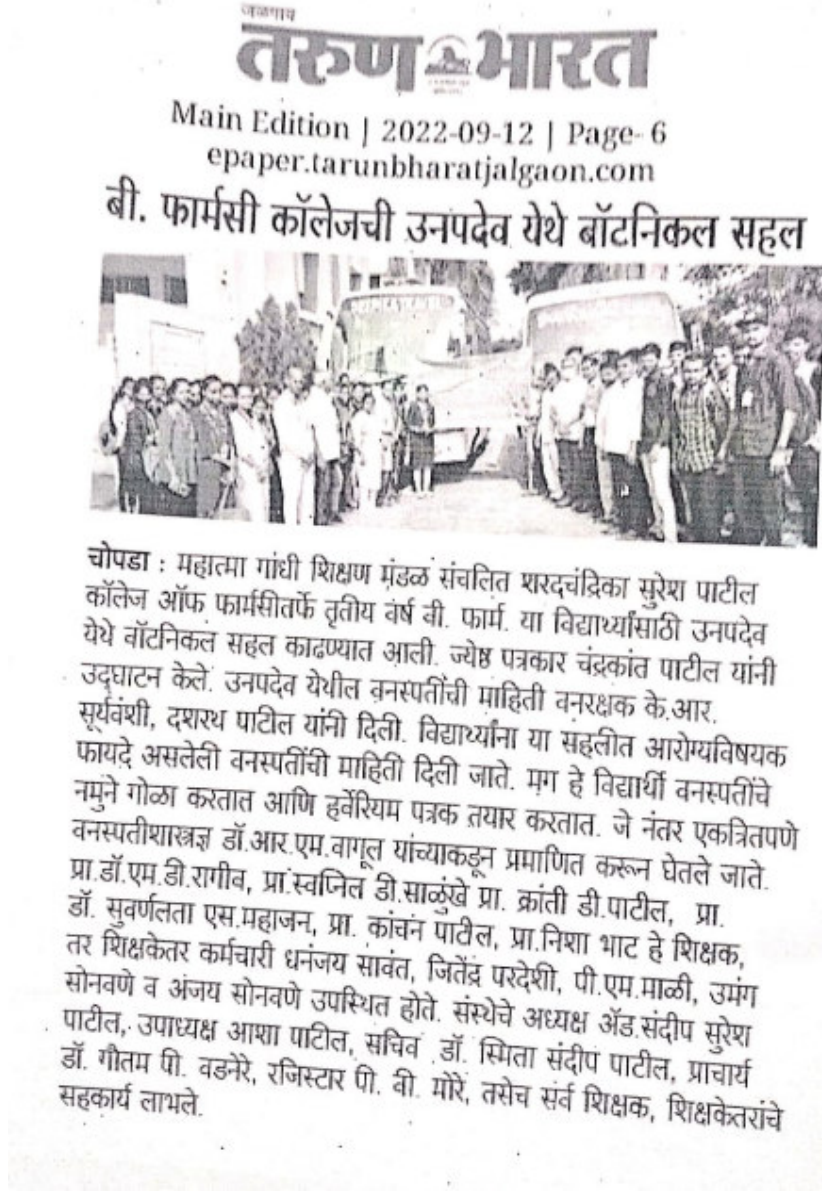 जळगाव
तरुण भारत
Main Edition | 2022-09-12 | Page- 6
epaper.tarunbharatjalgaon.com
बी. फार्मसी कॉलेजची उनपदेव येथे बॉटनिकल सहल
चोपडा : महात्मा गांधी शिक्षण मंडळ संचलित शरदचंद्रिका सुरेश पाटील
कॉलेज ऑफ फार्मसीतर्फे तृतीय वर्ष बी. फार्म. या विद्यार्थ्यांसाठी उनपदेव
येथे बॉटनिकल सहल काढण्यात आली. ज्येष्ठ पत्रकार चंद्रकांत पाटील यांनी
उद्घाटन केले. उनपदेव येथील वनस्पतींची माहिती वनरक्षक के.आर.
सूर्यवंशी, दशरथ पाटील यांनी दिली. विद्यार्थ्यांना या सहलीत आरोग्यविषयक
फायदे असलेली वनस्पतींची माहिती दिली जाते. मग हे विद्यार्थी वनस्पतींचे
नमुने गोळा करतात आणि हर्बेरियम पत्रक तयार करतात. जे नंतर एकत्रितपणे
वनस्पतीशास्त्रज्ञ डॉ.आर.एम.वागूल यांच्याकडून प्रमाणित करून घेतले जाते.
प्रा.डॉ.एम.डी.रागीब, प्रा.स्वप्निल डी.साळुंखे प्रा. क्रांती डी.पाटील, प्रा.
डॉ. सुवर्णलता एस.महाजन, प्रा. कांचन पाटील, प्रा.निशा भाट हे शिक्षक,
तर शिक्षकेतर कर्मचारी धनंजय सावंत, जितेंद्र परदेशी, पी.एम.माळी, उमंग
सोनवणे व अंजय सोनवणे उपस्थित होते. संस्थेचे अध्यक्ष ॲड.संदीप सुरेश
पाटील, उपाध्यक्ष आशा पाटील, सचिव डॉ. स्मिता संदीप पाटील, प्राचार्य
डॉ. गौतम पी. वडनेरे, रजिस्टार पी. बी. मोरे, तसेच सर्व शिक्षक, शिक्षकेतरांचे
सहकार्य लाभले.